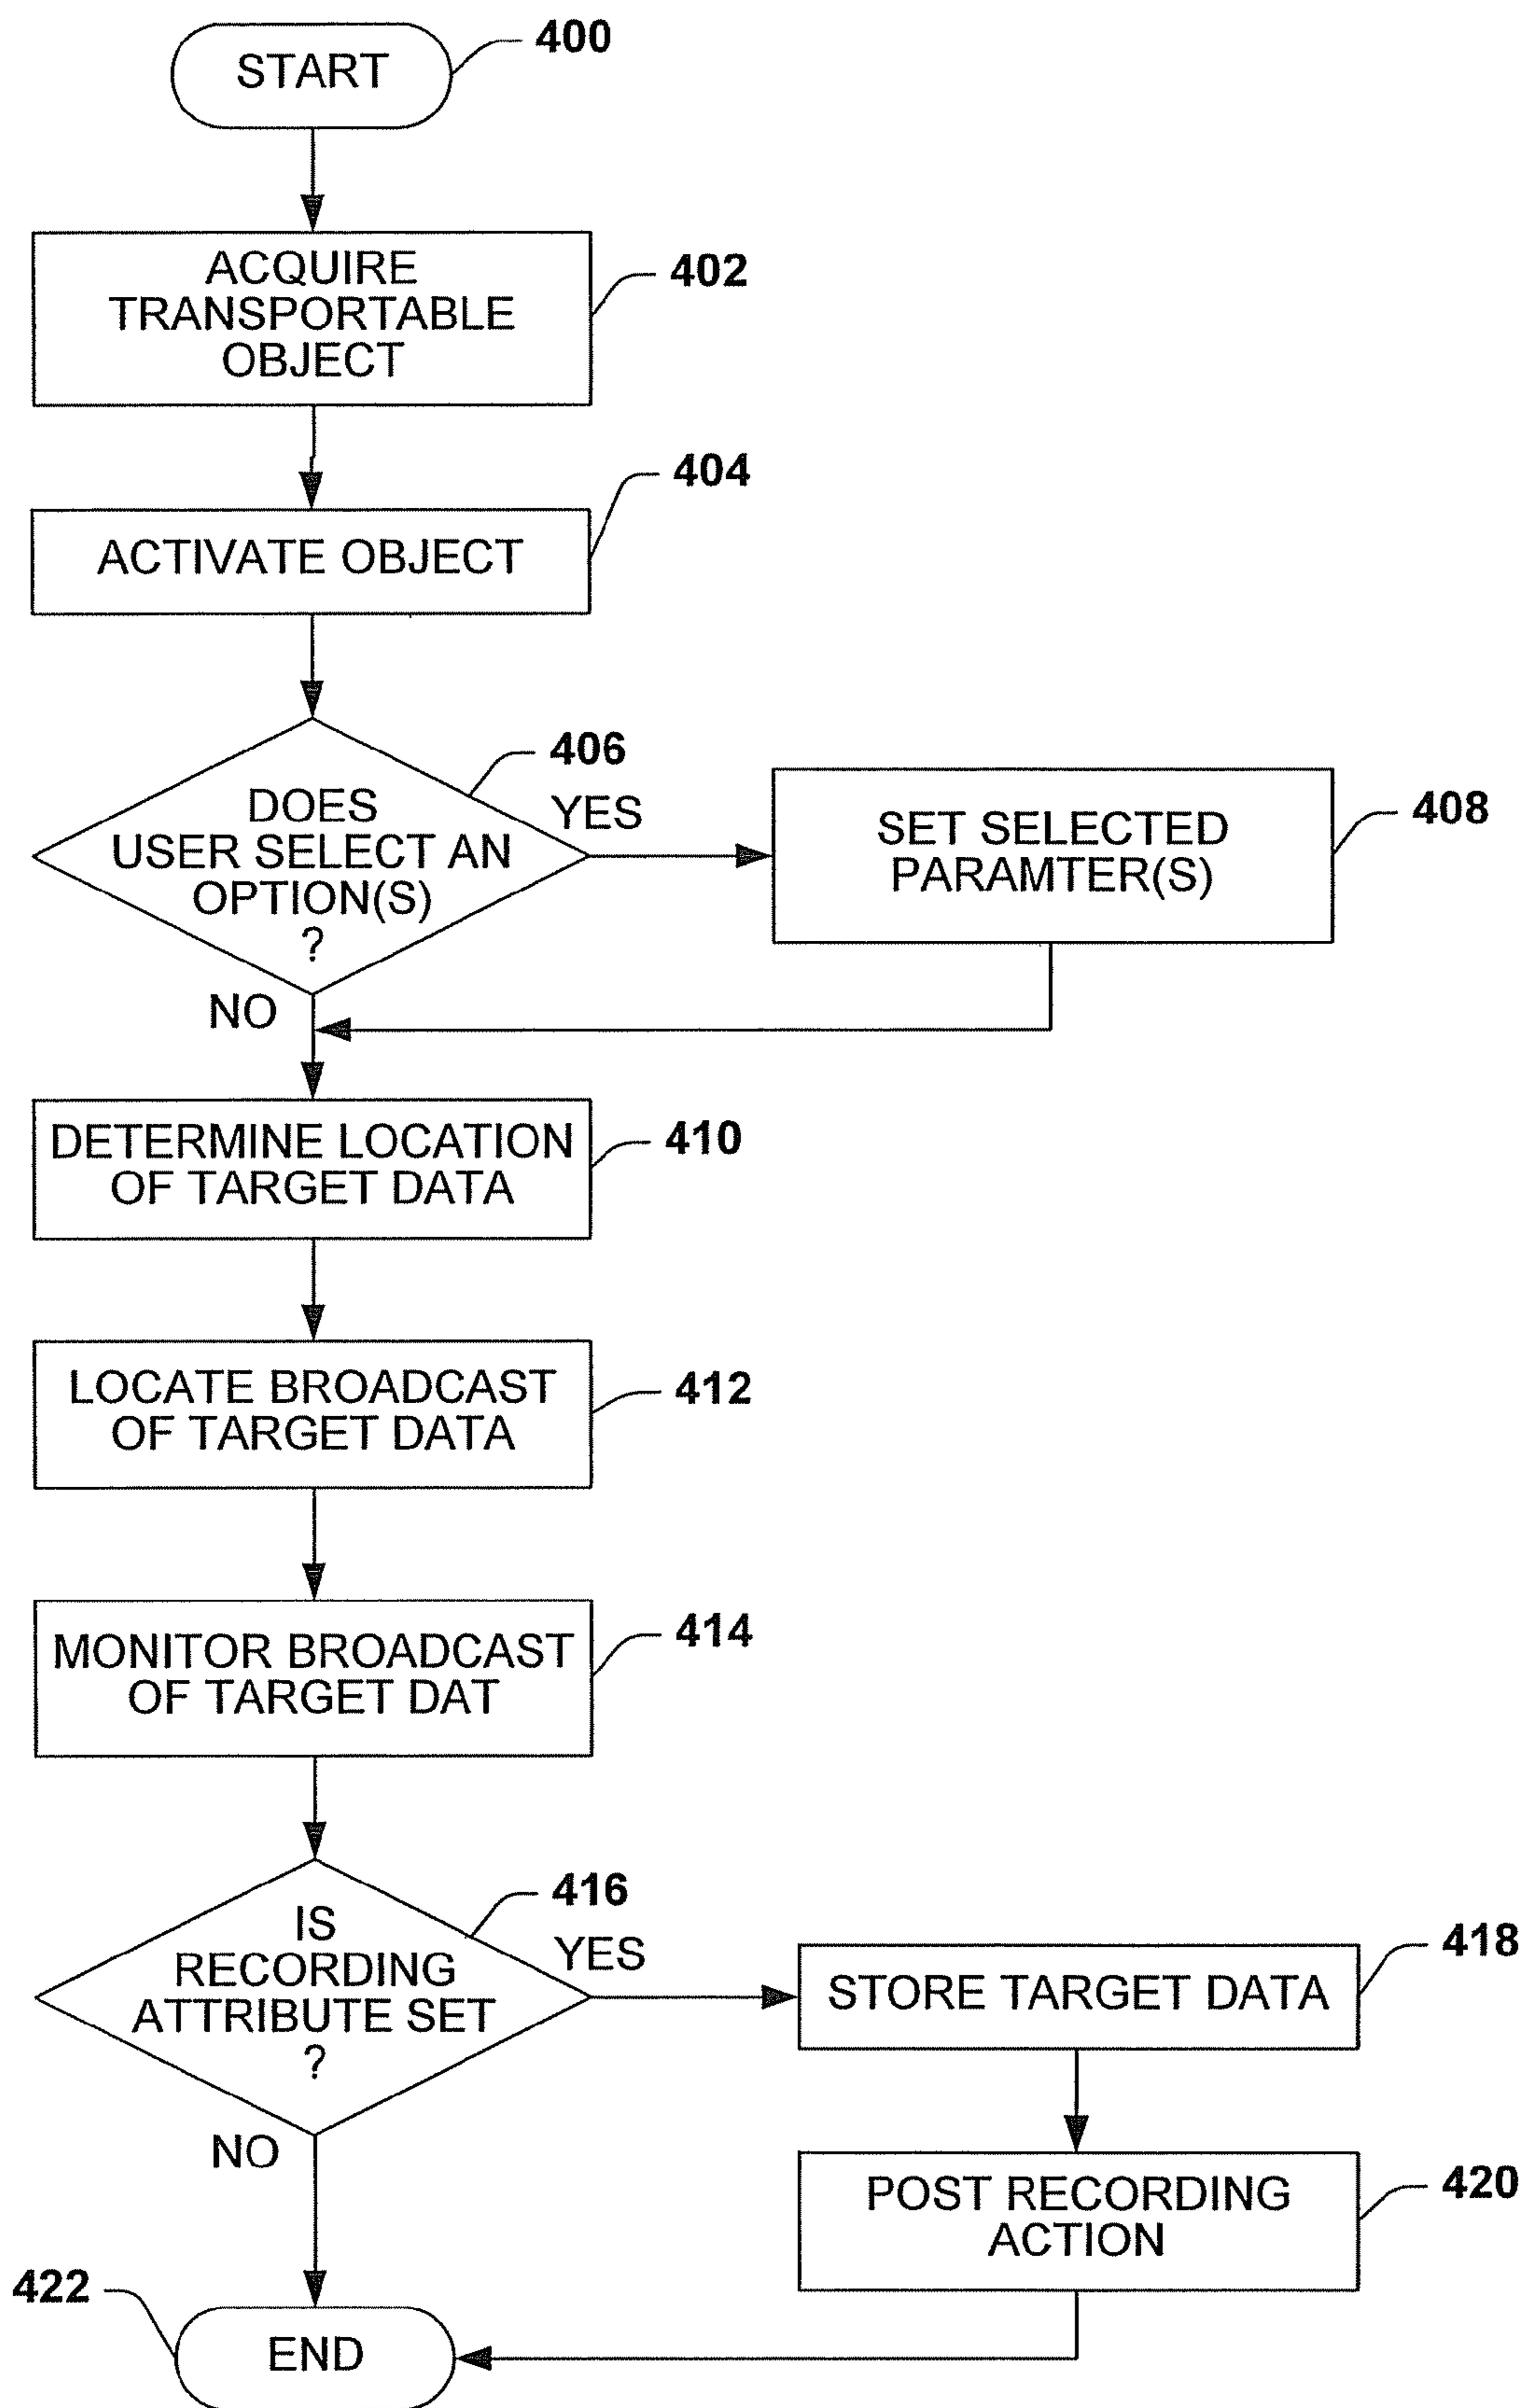 START
400
ACQUIRE
TRANSPORTABLE
OBJECT
402
ACTIVATE OBJECT
404
DOES
USER SELECT AN
OPTION(S)
?
406
YES
NO
SET SELECTED
PARAMTER(S)
408
DETERMINE LOCATION
OF TARGET DATA
410
LOCATE BROADCAST
OF TARGET DATA
412
MONITOR BROADCAST
OF TARGET DAT
414
IS
RECORDING
ATTRIBUTE SET
?
416
YES
NO
STORE TARGET DATA
418
POST RECORDING
ACTION
420
422
END